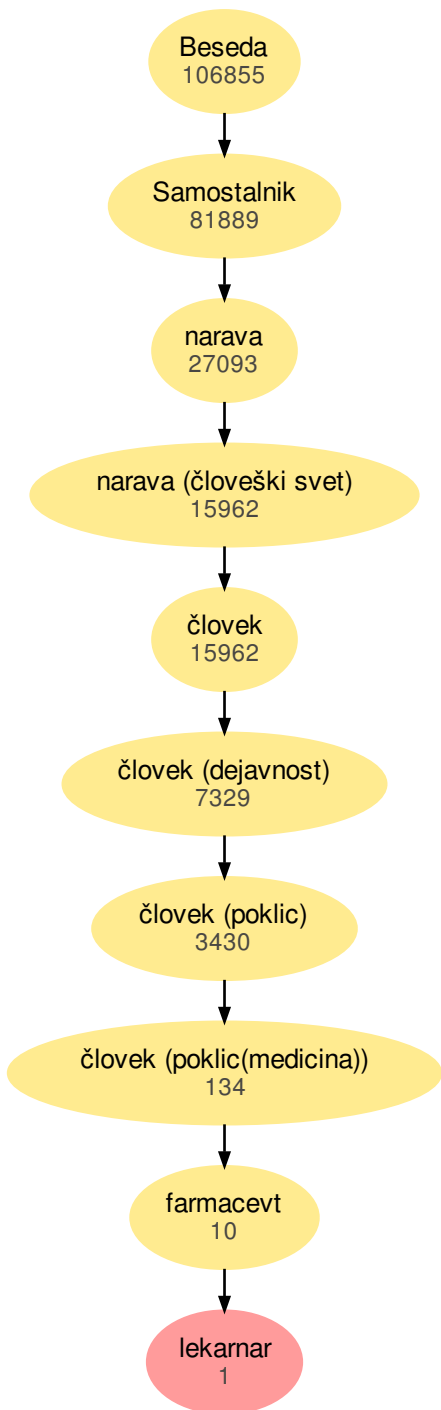 Beseda
106855
Samostalnik
81889
narava
27093
narava (človeški svet)
15962
človek
15962
človek (dejavnost)
7329
človek (poklic)
3430
človek (poklic(medicina))
134
farmacevt
10
lekarnar
1